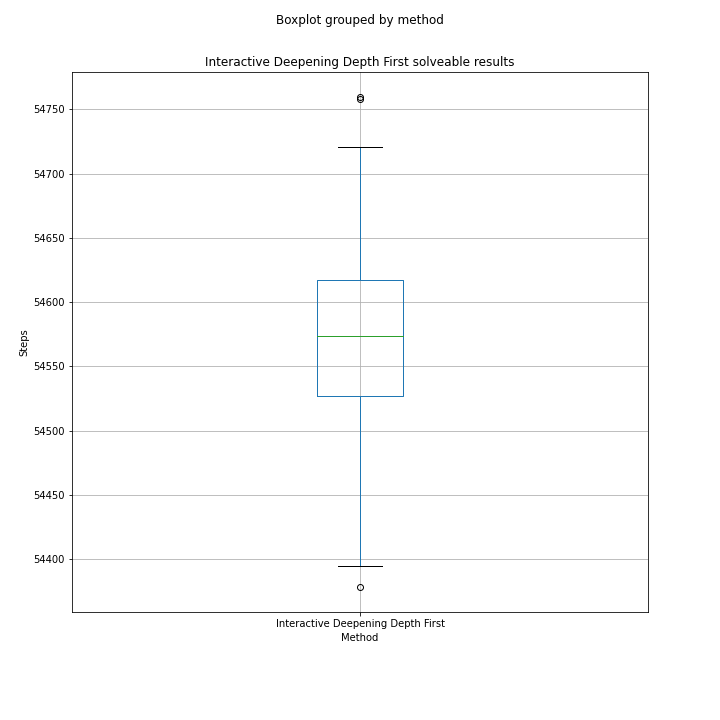 Boxplot grouped by method
Interactive Deepening Depth First solveable results
54750
54700
54650
54600
54550
54500
54450
54400
Steps
Interactive Deepening Depth First
Method